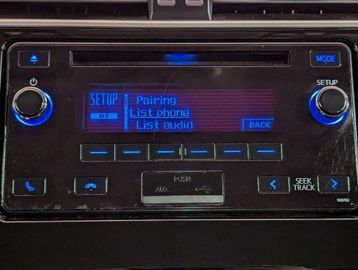 MODE
SETUP
SETUP
BT
Pairing
List phone
List audio
BACK
PUSH
AUX
SEEK
TRACK